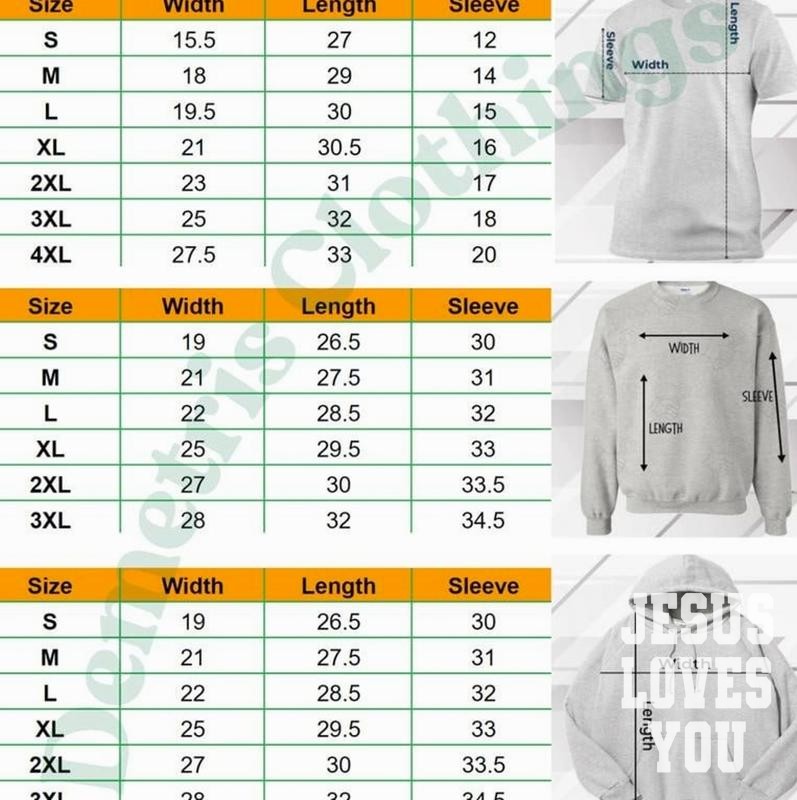 Size Width Length Sleeve
S 15.5 27 12
M 18 29 14
L 19.5 30 15
XL 21 30.5 16
2XL 23 31 17
3XL 25 32 18
4XL 27.5 33 20
Sleeve
Width
Length
Size Width Length Sleeve
S 19 26.5 30
M 21 27.5 31
L 22 28.5 32
XL 25 29.5 33
2XL 27 30 33.5
3XL 28 32 34.5
WIDTH
SLEEVE
LENGTH
Size Width Length Sleeve
S 19 26.5 30
M 21 27.5 31
L 22 28.5 32
XL 25 29.5 33
2XL 27 30 33.5
3XL 28 32 34.5
JESUS
Width
LOVES
Length
YOU
Demetris Clothings